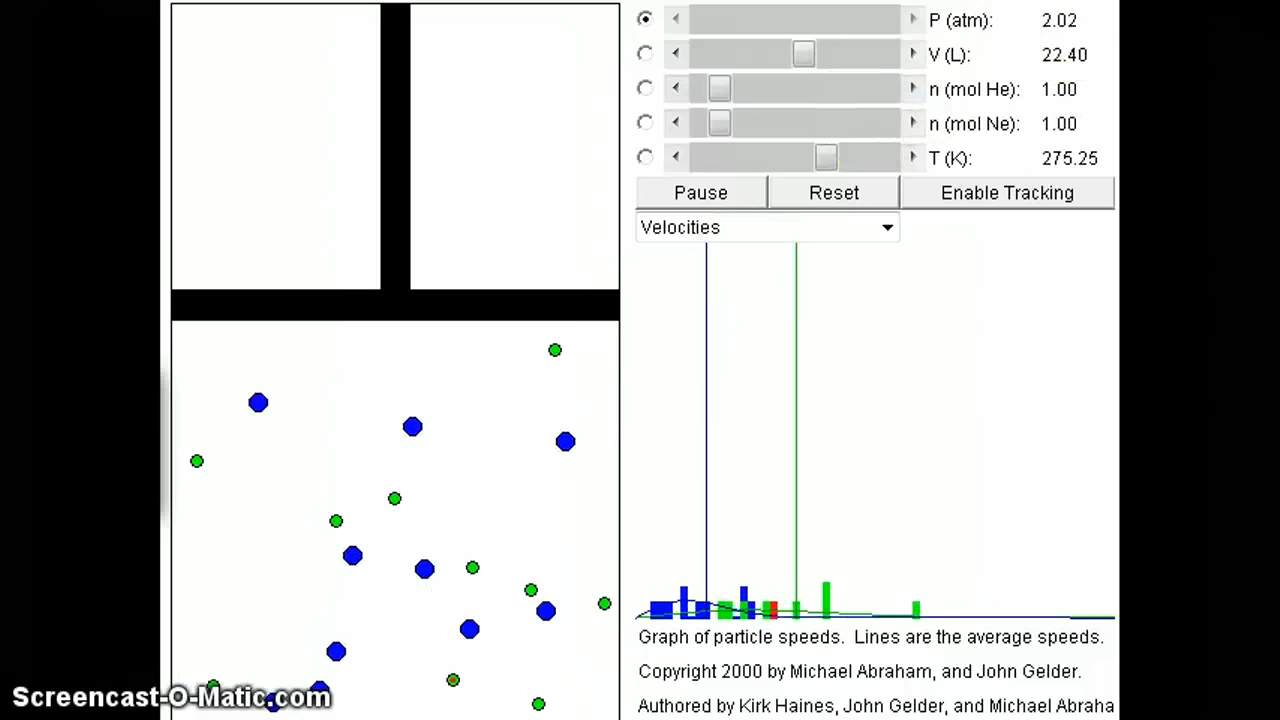 P (atm): 2.02
V (L): 22.40
n (mol He): 1.00
n (mol Ne): 1.00
T (K): 275.25
Pause Reset Enable Tracking
Velocities
Graph of particle speeds. Lines are the average speeds.
Copyright 2000 by Michael Abraham, and John Gelder.
Authored by Kirk Haines, John Gelder, and Michael Abraha
Screencast-O-Matic.com